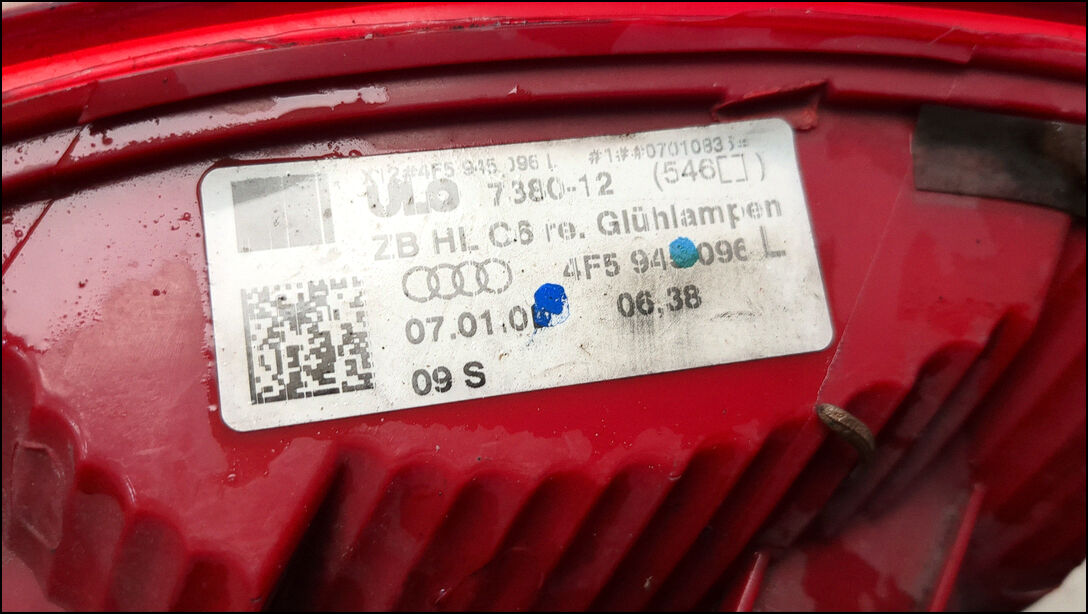 X12#4F5 945 096 L #1##0701083
ULO 7380-12 (546[])
ZB HL C6 re. Glühlampen
4F5 94 096 L
07.01.0 06,38
09 S